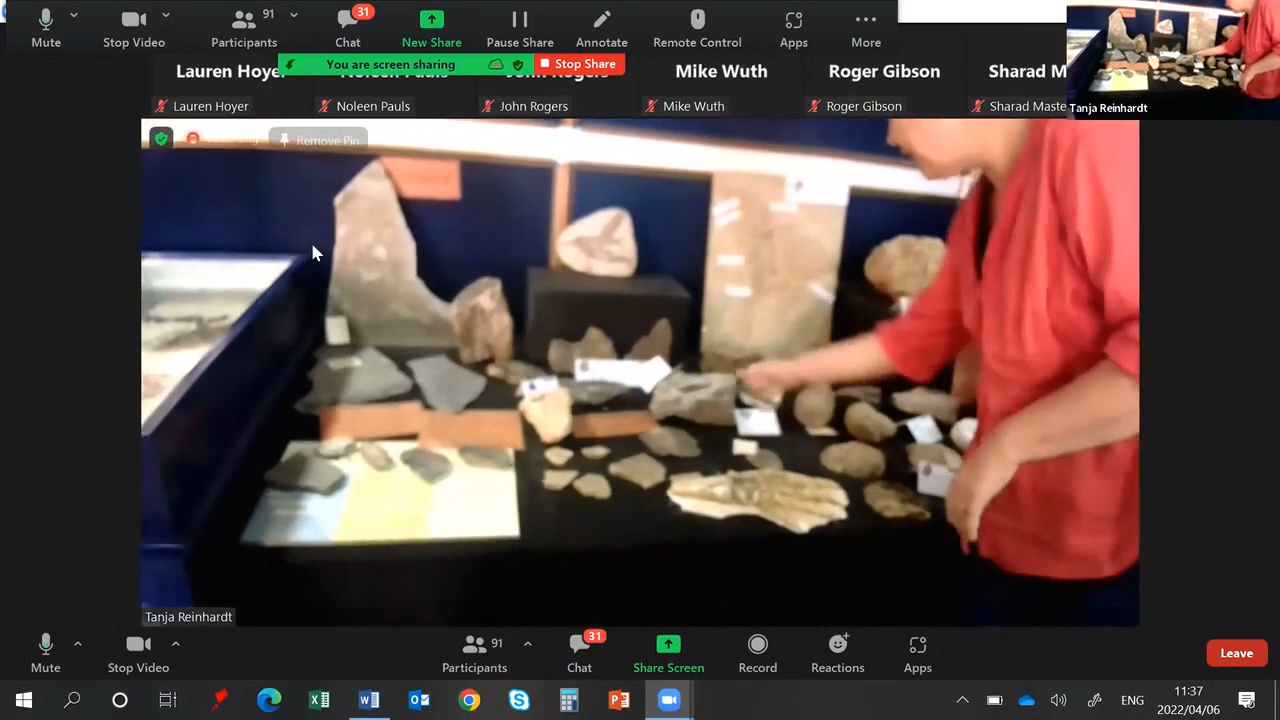 Mute
Stop Video
Participants
91
Chat
31
New Share
Pause Share
Annotate
Remote Control
Apps
More
You are screen sharing
Stop Share
Lauren Hoyer
Mike Wuth
Roger Gibson
Sharad M
Lauren Hoyer
Noleen Pauls
John Rogers
Mike Wuth
Roger Gibson
Sharad Maste
Tanja Reinhardt
Remove Pin
Tanja Reinhardt
Mute
Stop Video
Participants
91
Chat
31
Share Screen
Record
Reactions
Apps
Leave
ENG
11:37
2022/04/06